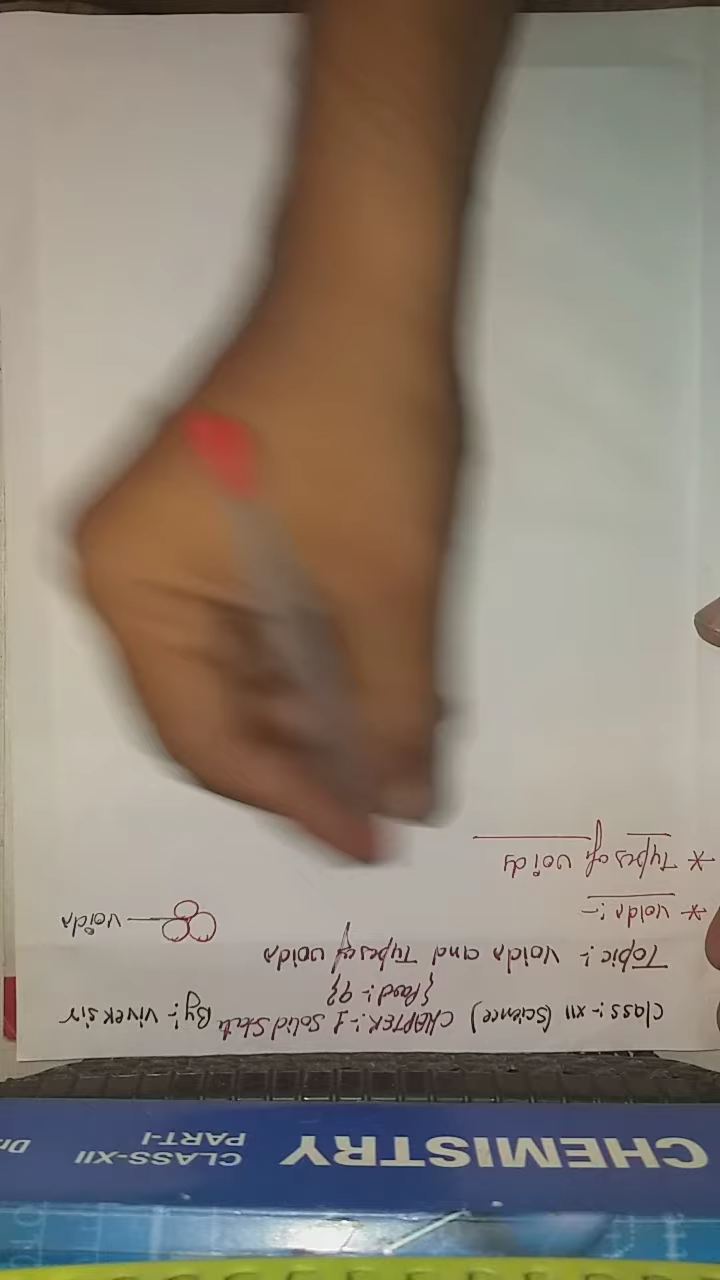 Class:- XII (Science) CHAPTER:- 1 Solid State By:- Vivek sir
{Pard:- 9}
Topic:- Voids and Types of voids
* Voids:-
voids
* Types of voids
CHEMISTRY CLASS-XII
PART-I